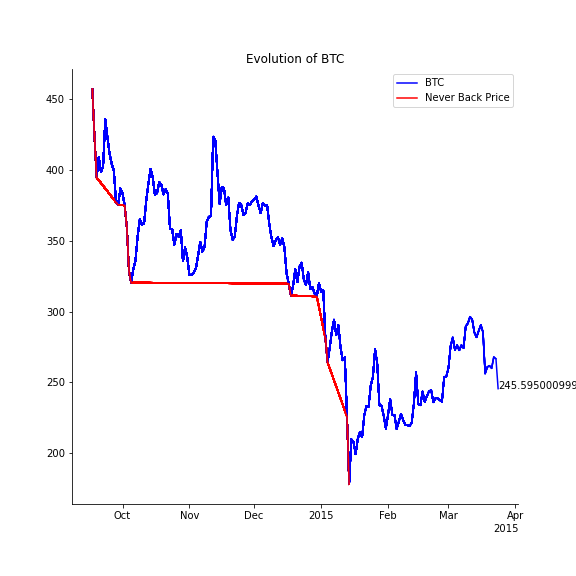 Evolution of BTC
BTC
Never Back Price
450
400
350
300
250
200
245.595000999
Oct
Nov
Dec
2015
Feb
Mar
Apr
2015